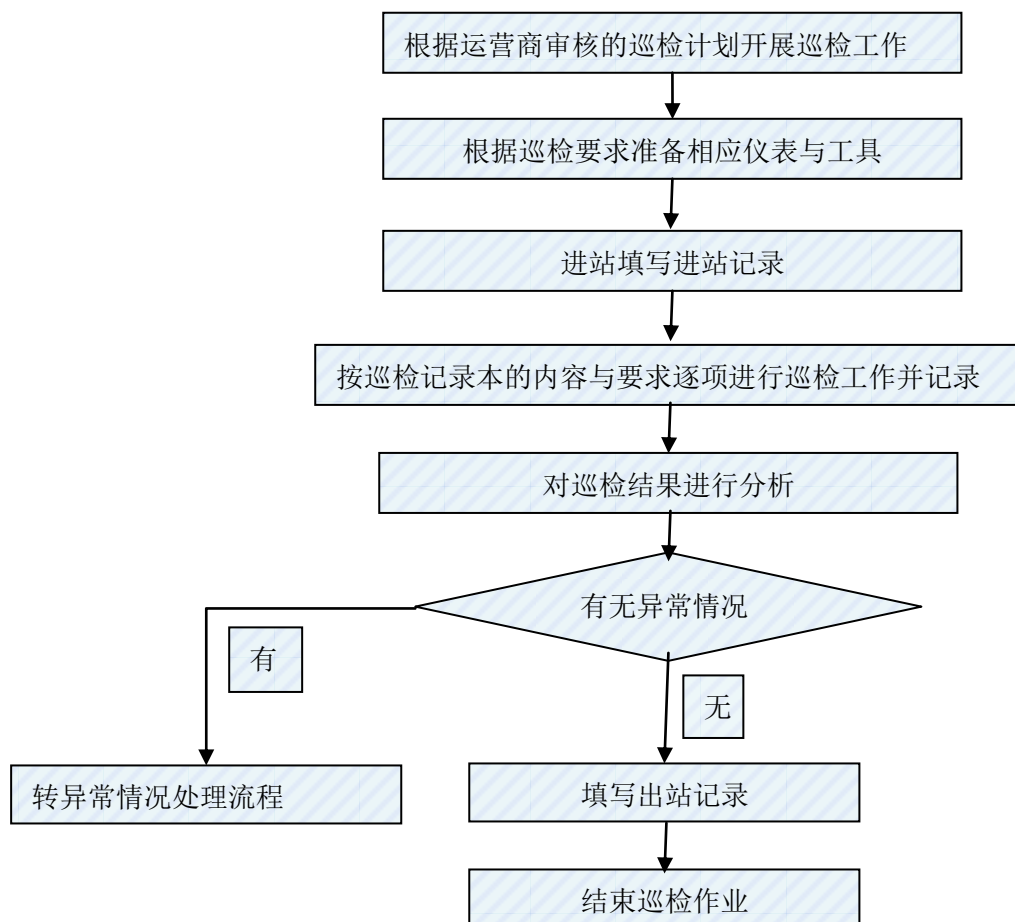 根据运营商审核的巡检计划开展巡检工作
根据巡检要求准备相应仪表与工具
进站填写进站记录
按巡检记录本的内容与要求逐项进行巡检工作并记录
对巡检结果进行分析
有无异常情况
有
无
转异常情况处理流程
填写出站记录
结束巡检作业